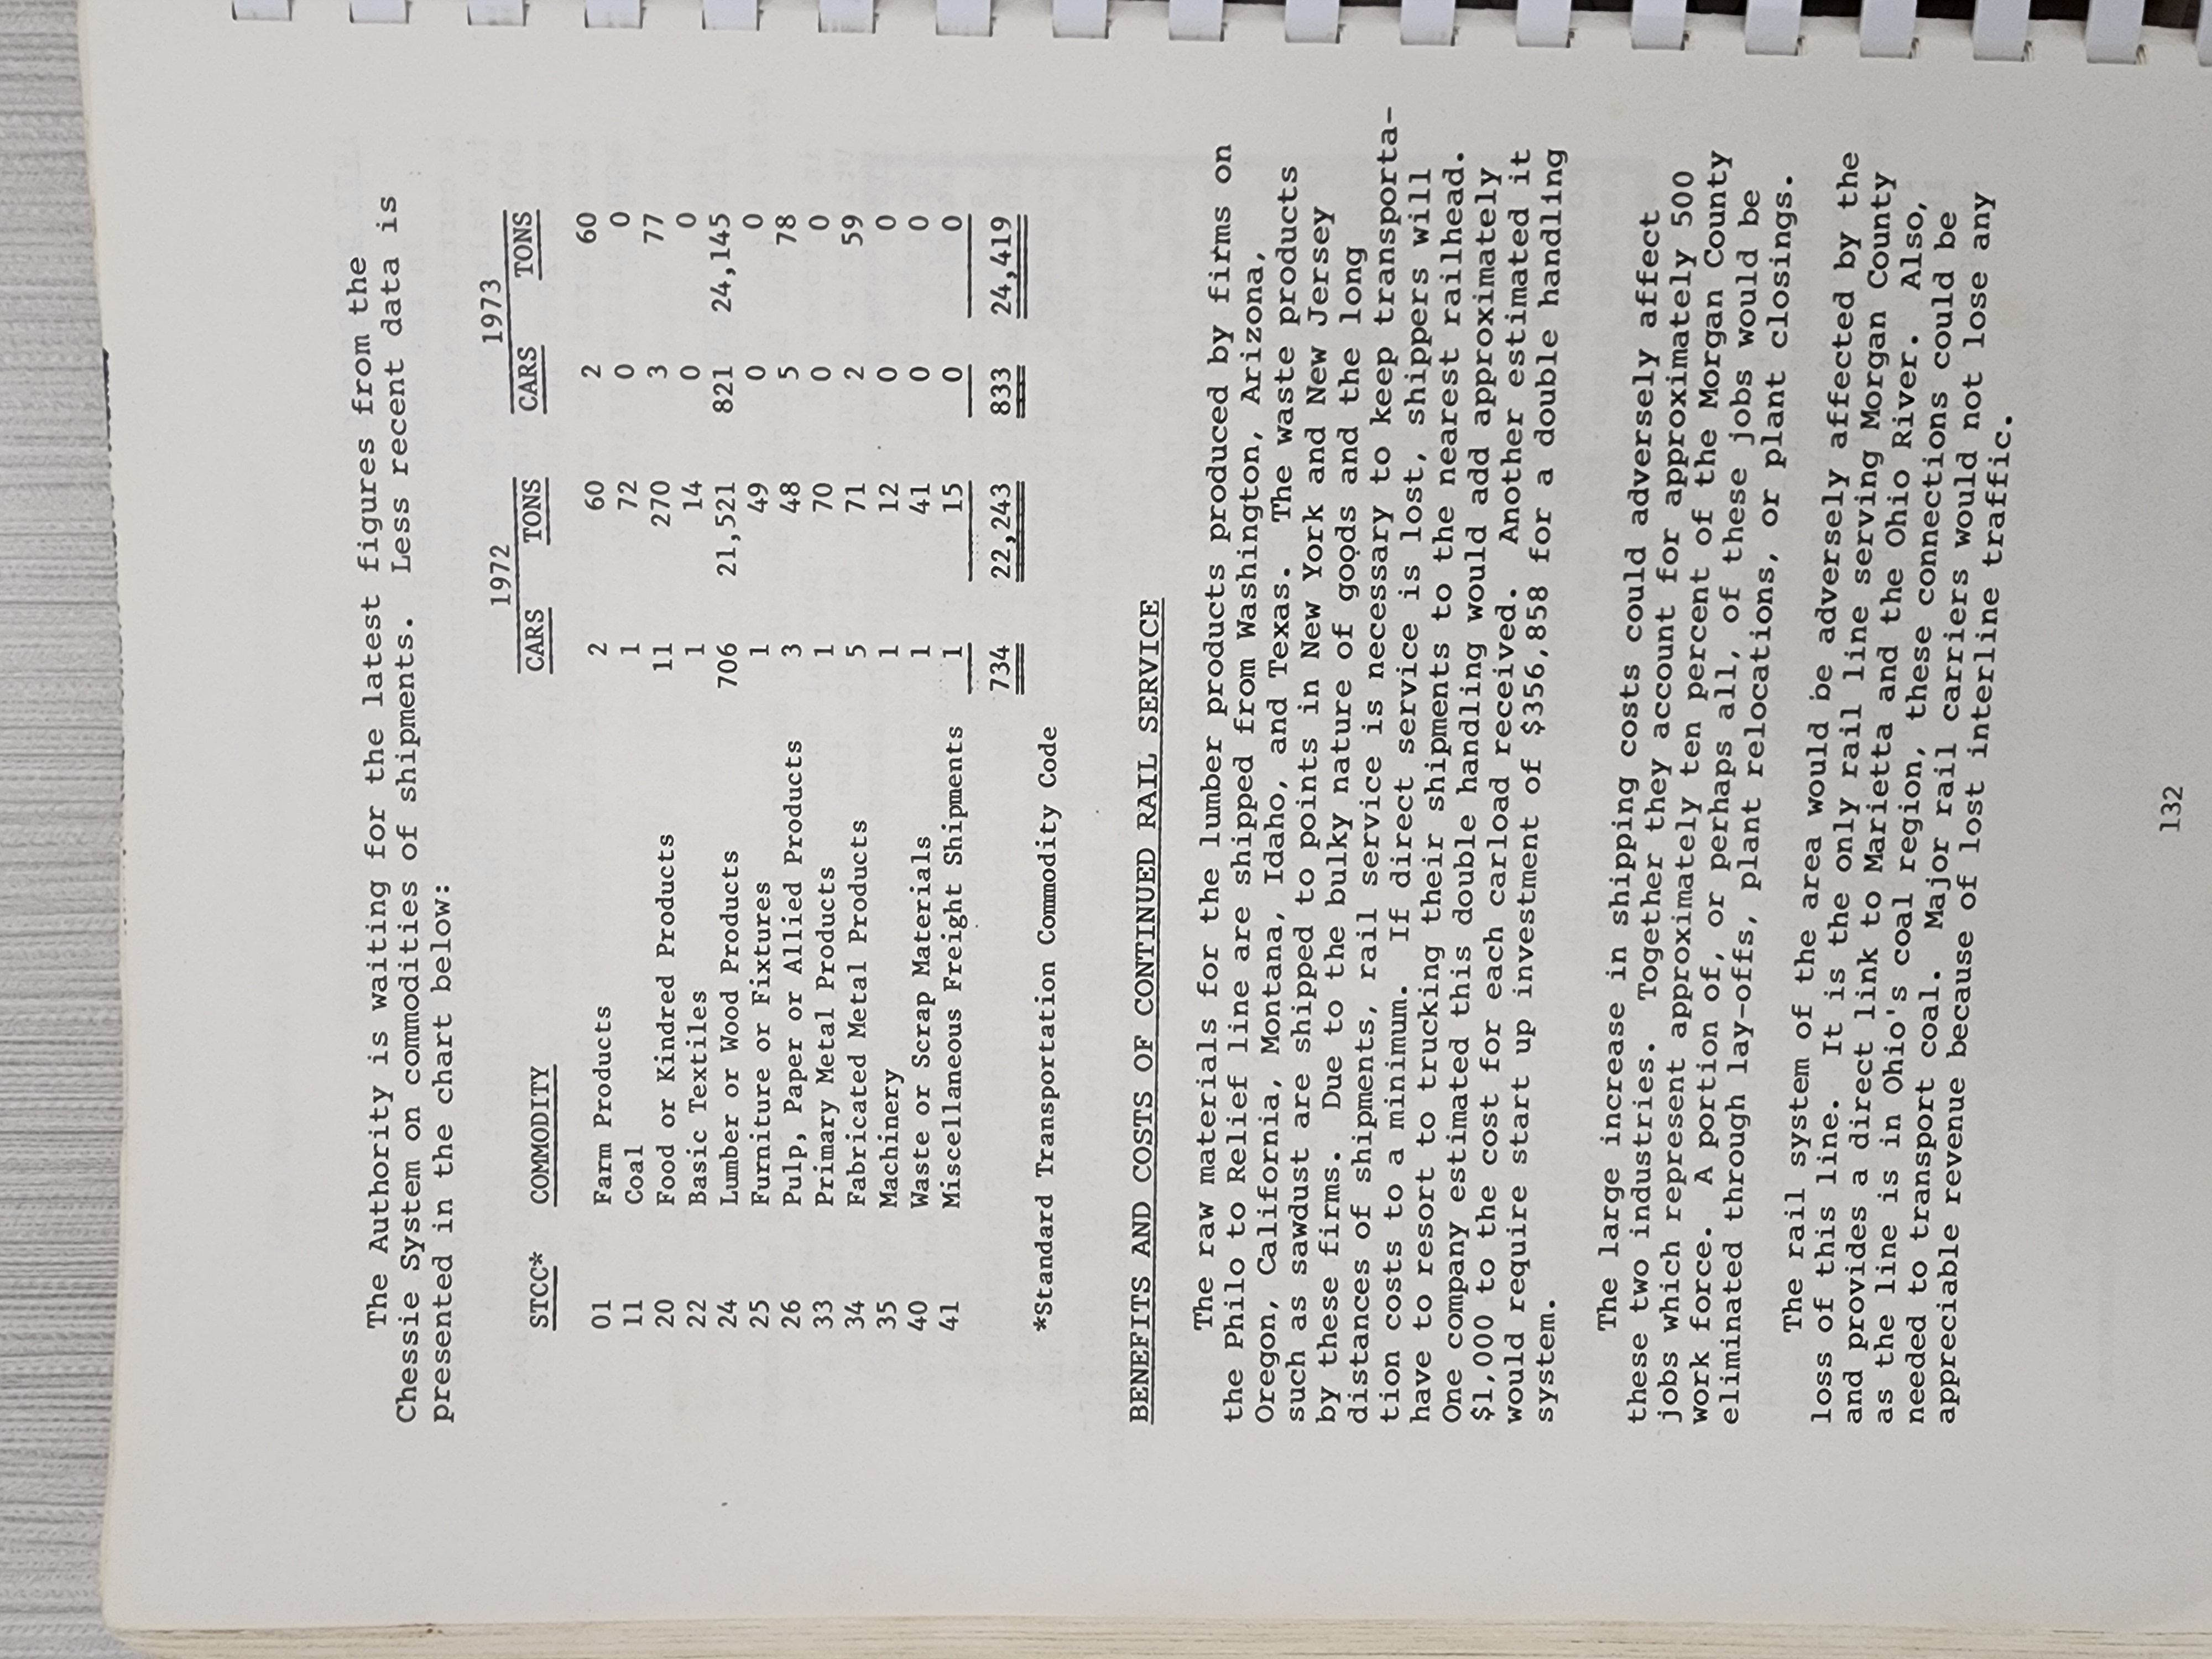 The Authority is waiting for the latest figures from the
Chessie System on commodities of shipments. Less recent data is
presented in the chart below:
1972 1973
STCC* COMMODITY CARS TONS CARS TONS
01 Farm Products 2 60 2 60
11 Coal 1 72 0 0
20 Food or Kindred Products 11 270 3 77
22 Basic Textiles 1 14 0 0
24 Lumber or Wood Products 706 21,521 821 24,145
25 Furniture or Fixtures 1 49 0 0
26 Pulp, Paper or Allied Products 3 48 5 78
33 Primary Metal Products 1 70 0 0
34 Fabricated Metal Products 5 71 2 59
35 Machinery 1 12 0 0
40 Waste or Scrap Materials 1 41 0 0
41 Miscellaneous Freight Shipments 1 15 0 0
734 22,243 833 24,419
*Standard Transportation Commodity Code
BENEFITS AND COSTS OF CONTINUED RAIL SERVICE
The raw materials for the lumber products produced by firms on
the Philo to Relief line are shipped from Washington, Arizona,
Oregon, California, Montana, Idaho, and Texas. The waste products
such as sawdust are shipped to points in New York and New Jersey
by these firms. Due to the bulky nature of goods and the long
distances of shipments, rail service is necessary to keep transporta-
tion costs to a minimum. If direct service is lost, shippers will
have to resort to trucking their shipments to the nearest railhead.
One company estimated this double handling would add approximately
$1,000 to the cost for each carload received. Another estimated it
would require start up investment of $356,858 for a double handling
system.
The large increase in shipping costs could adversely affect
these two industries. Together they account for approximately 500
jobs which represent approximately ten percent of the Morgan County
work force. A portion of, or perhaps all, of these jobs would be
eliminated through lay-offs, plant relocations, or plant closings.
The rail system of the area would be adversely affected by the
loss of this line. It is the only rail line serving Morgan County
and provides a direct link to Marietta and the Ohio River. Also,
as the line is in Ohio's coal region, these connections could be
needed to transport coal. Major rail carriers would not lose any
appreciable revenue because of lost interline traffic.
132